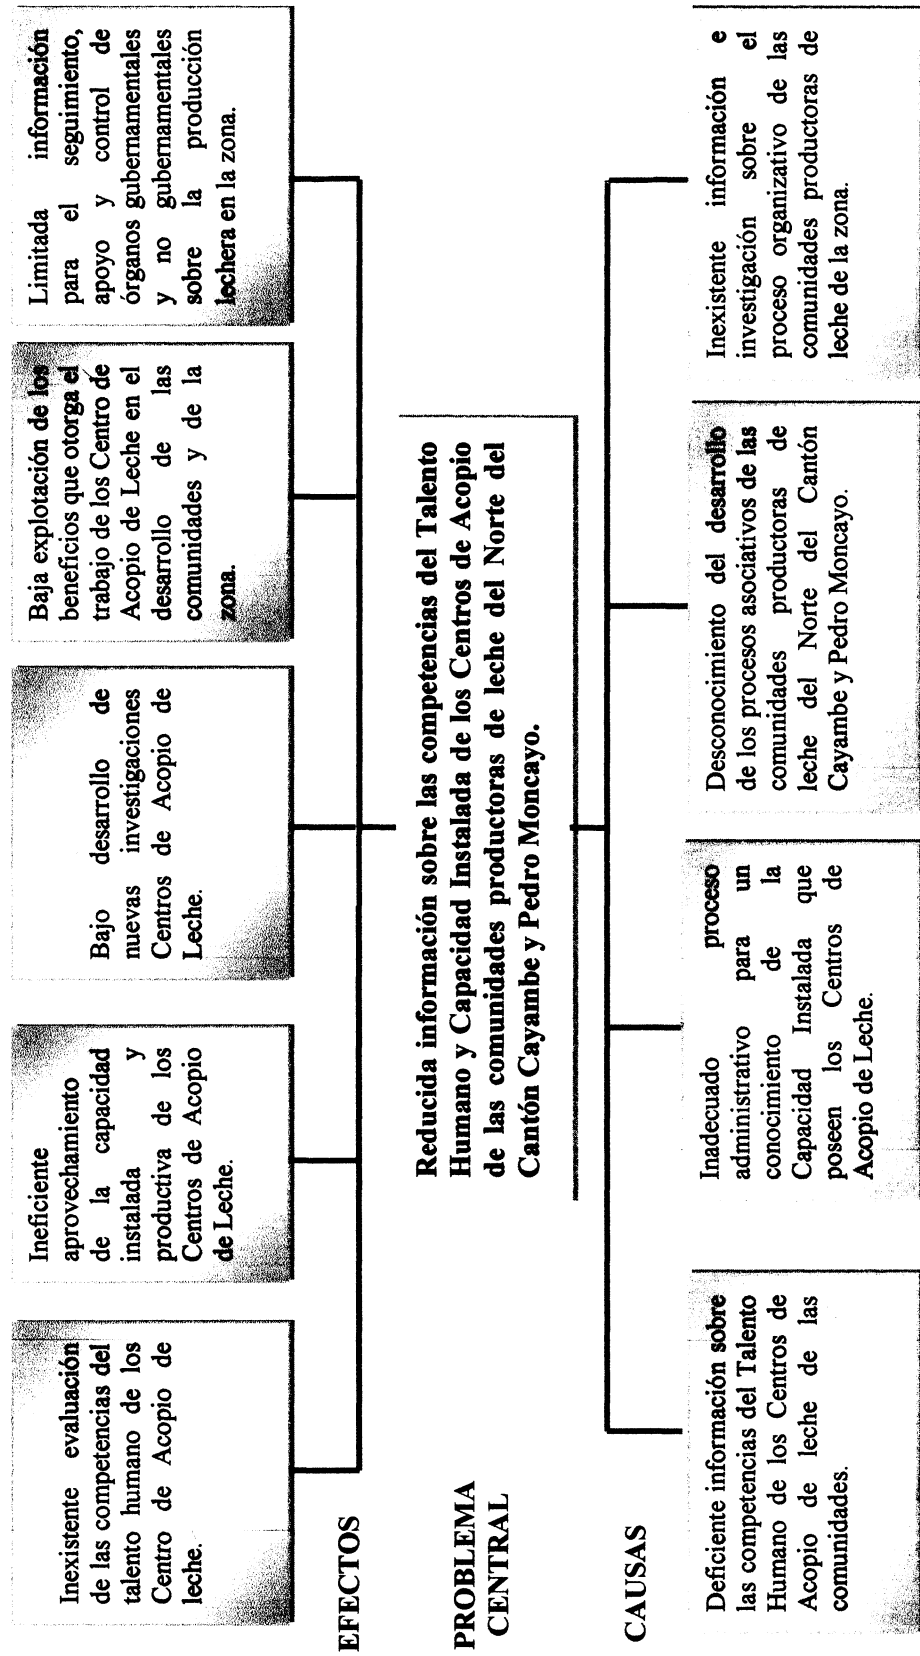 Inexistente evaluación
de las competencias del
talento humano de los
Centro de Acopio de
leche.
Ineficiente
aprovechamiento
de la capacidad
instalada y
productiva de los
Centros de Acopio
de Leche.
Bajo desarrollo de
nuevas investigaciones
Centros de Acopio de
Leche.
Baja explotación de los
beneficios que otorga el
trabajo de los Centro de
Acopio de Leche en el
desarrollo de las
comunidades y de la
zona.
Limitada información
para el seguimiento,
apoyo y control de
órganos gubernamentales
y no gubernamentales
sobre la producción
lechera en la zona.
EFECTOS
PROBLEMA
CENTRAL
Reducida información sobre las competencias del Talento
Humano y Capacidad Instalada de los Centros de Acopio
de las comunidades productoras de leche del Norte del
Cantón Cayambe y Pedro Moncayo.
CAUSAS
Deficiente información sobre
las competencias del Talento
Humano de los Centros de
Acopio de leche de las
comunidades.
Inadecuado proceso
administrativo para un
conocimiento de la
Capacidad Instalada que
poseen los Centros de
Acopio de Leche.
Desconocimiento del desarrollo
de los procesos asociativos de las
comunidades productoras de
leche del Norte del Cantón
Cayambe y Pedro Moncayo.
Inexistente información e
investigación sobre el
proceso organizativo de las
comunidades productoras de
leche de la zona.